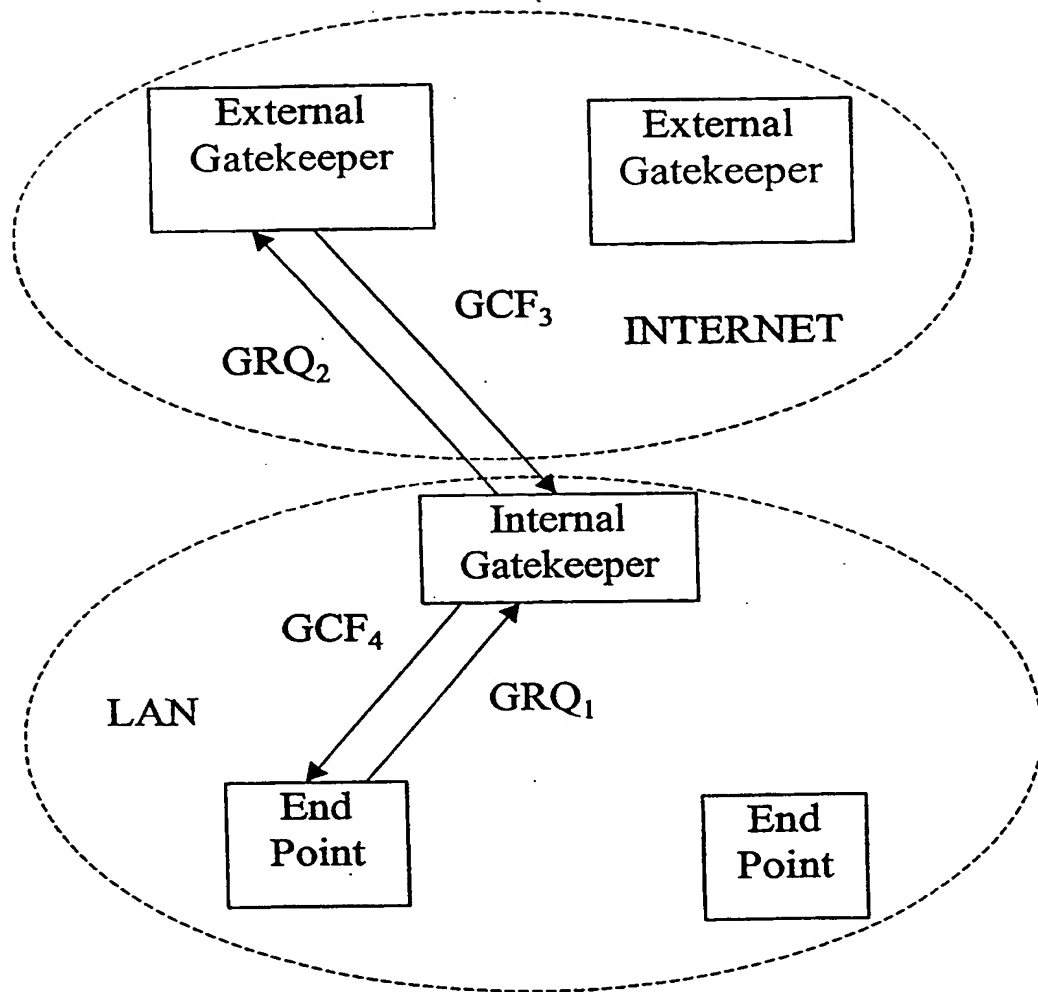 External
Gatekeeper
External
Gatekeeper
GCF₃
INTERNET
GRQ₂
Internal
Gatekeeper
GCF₄
GRQ₁
LAN
End
Point
End
Point